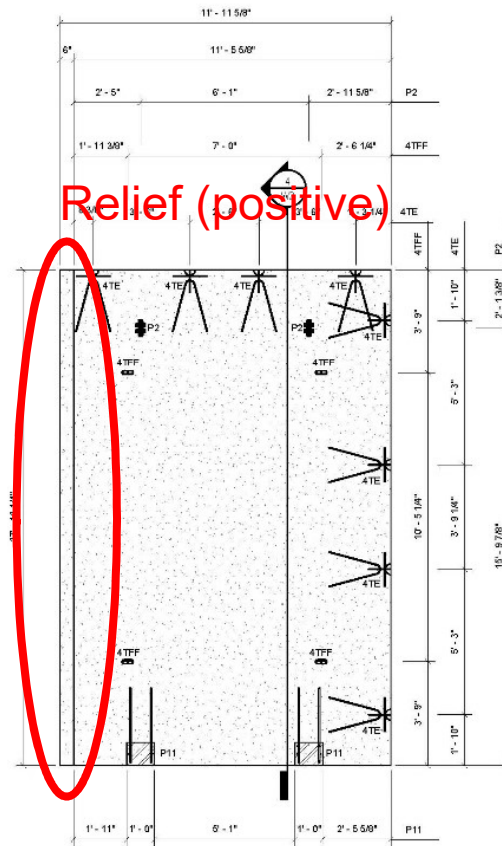 11' - 11 5/8"
6"
11' - 5 5/8"
2' - 5"
6' - 1"
2' - 11 5/8"
P2
1' - 11 3/8"
7' - 0"
2' - 6 1/4"
4TFF
4
Relief (positive)
4TE
4TFF
4TE
P2
4TE
4TE
4TE
4TE
P2
P2
4TE
4TFF
4TFF
3' - 9"
1' - 10"
2' - 1 3/8"
5' - 3"
4TE
10' - 5 1/4"
3' - 9 1/4"
15' - 9 7/8"
4TE
5' - 3"
4TFF
4TFF
3' - 9"
1' - 10"
4TE
P11
P11
1' - 11"
1' - 0"
6' - 1"
1' - 0"
2' - 5 5/8"
P11